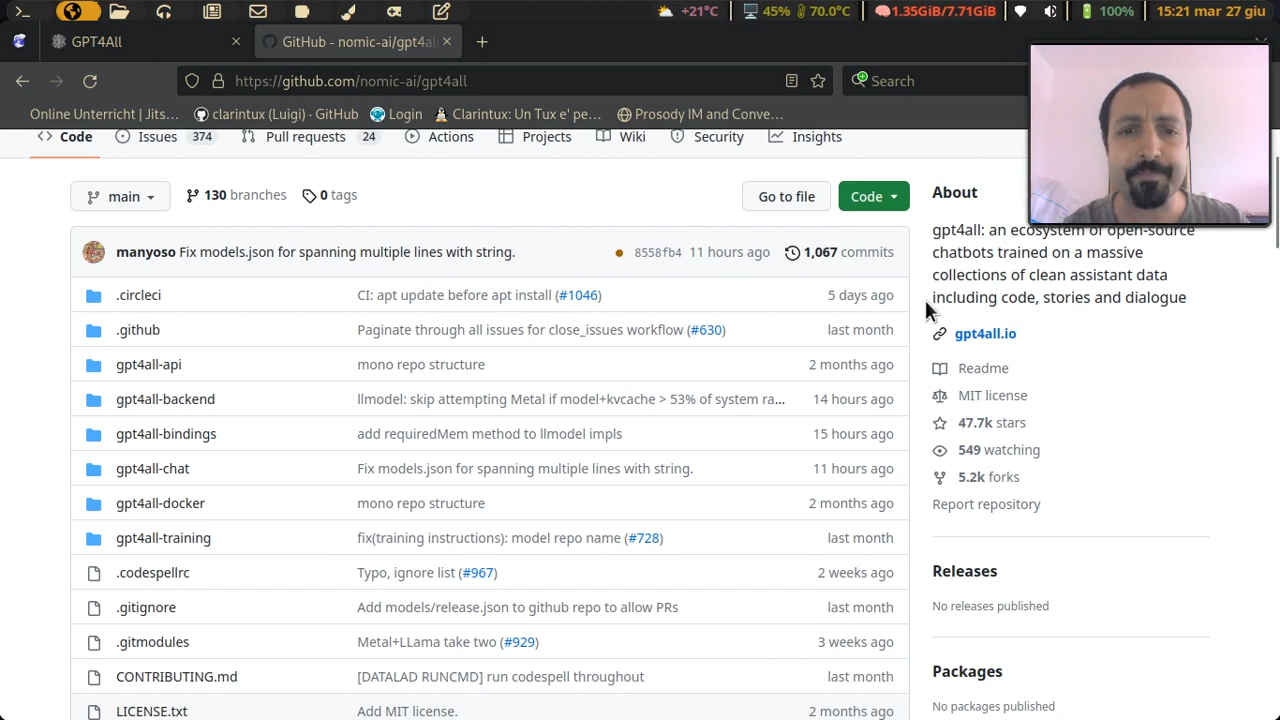 +21°C 45% 70.0°C 1.35GiB/7.71GiB 100% 15:21 mar 27 giu
GPT4All
GitHub - nomic-ai/gpt4all
https://github.com/nomic-ai/gpt4all
Search
Online Unterricht | Jits…
clarintux (Luigi) · GitHub
Login
Clarintux: Un Tux e' pe…
Prosody IM and Conve…
Code
Issues 374
Pull requests 24
Actions
Projects
Wiki
Security
Insights
main
130 branches
0 tags
Go to file
Code
manyoso Fix models.json for spanning multiple lines with string. 8558fb4 11 hours ago 1,067 commits
.circleci CI: apt update before apt install (#1046) 5 days ago
.github Paginate through all issues for close_issues workflow (#630) last month
gpt4all-api mono repo structure 2 months ago
gpt4all-backend llmodel: skip attempting Metal if model+kvcache > 53% of system ra… 14 hours ago
gpt4all-bindings add requiredMem method to llmodel impls 15 hours ago
gpt4all-chat Fix models.json for spanning multiple lines with string. 11 hours ago
gpt4all-docker mono repo structure 2 months ago
gpt4all-training fix(training instructions): model repo name (#728) last month
.codespellrc Typo, ignore list (#967) 2 weeks ago
.gitignore Add models/release.json to github repo to allow PRs last month
.gitmodules Metal+LLama take two (#929) 3 weeks ago
CONTRIBUTING.md [DATALAD RUNCMD] run codespell throughout last month
LICENSE.txt Add MIT license. 2 months ago
About
gpt4all: an ecosystem of open-source
chatbots trained on a massive
collections of clean assistant data
including code, stories and dialogue
gpt4all.io
Readme
MIT license
47.7k stars
549 watching
5.2k forks
Report repository
Releases
No releases published
Packages
No packages published